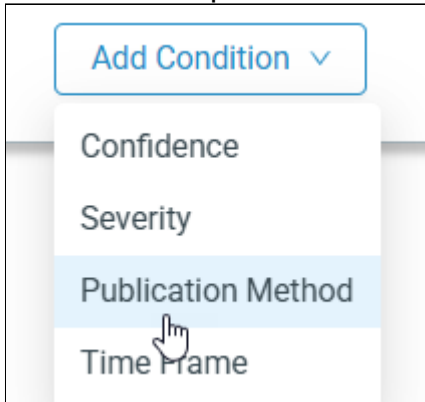 Add Condition
Confidence
Severity
Publication Method
Time Frame